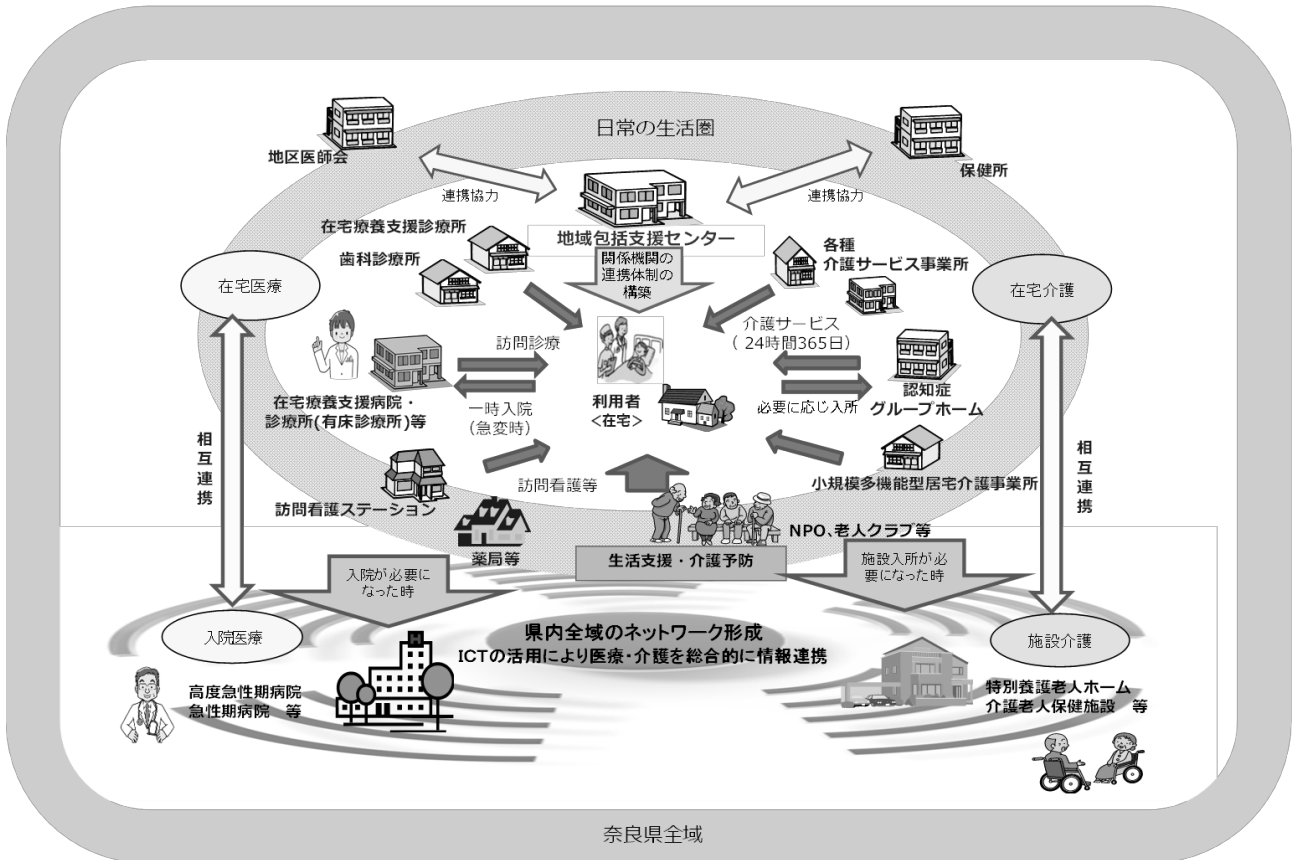 日常の生活圏
地区医師会
保健所
連携協力
連携協力
在宅療養支援診療所
地域包括支援センター
各種
介護サービス事業所
歯科診療所
関係機関の
連携体制の
構築
在宅医療
在宅介護
訪問診療
介護サービス
( 24時間365日)
在宅療養支援病院・
診療所(有床診療所)等
一時入院
(急変時)
利用者
<在宅>
必要に応じ入所
認知症
グループホーム
相互連携
相互連携
訪問看護等
小規模多機能型居宅介護事業所
訪問看護ステーション
NPO、老人クラブ等
薬局等
生活支援・介護予防
入院が必要に
なった時
施設入所が必
要になった時
入院医療
県内全域のネットワーク形成
ICTの活用により医療・介護を総合的に情報連携
施設介護
高度急性期病院
急性期病院 等
特別養護老人ホーム
介護老人保健施設 等
奈良県全域